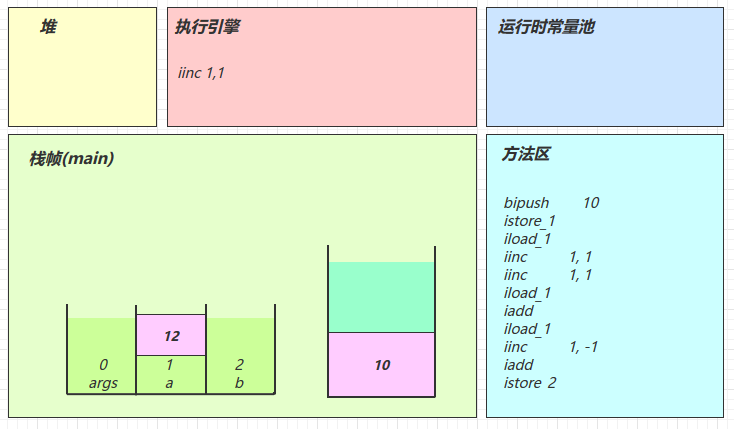 堆
执行引擎
iinc 1,1
运行时常量池
栈帧(main)
12
0 1 2
args a b
10
方法区
bipush 10
istore_1
iload_1
iinc 1, 1
iinc 1, 1
iload_1
iadd
iload_1
iinc 1, -1
iadd
istore 2